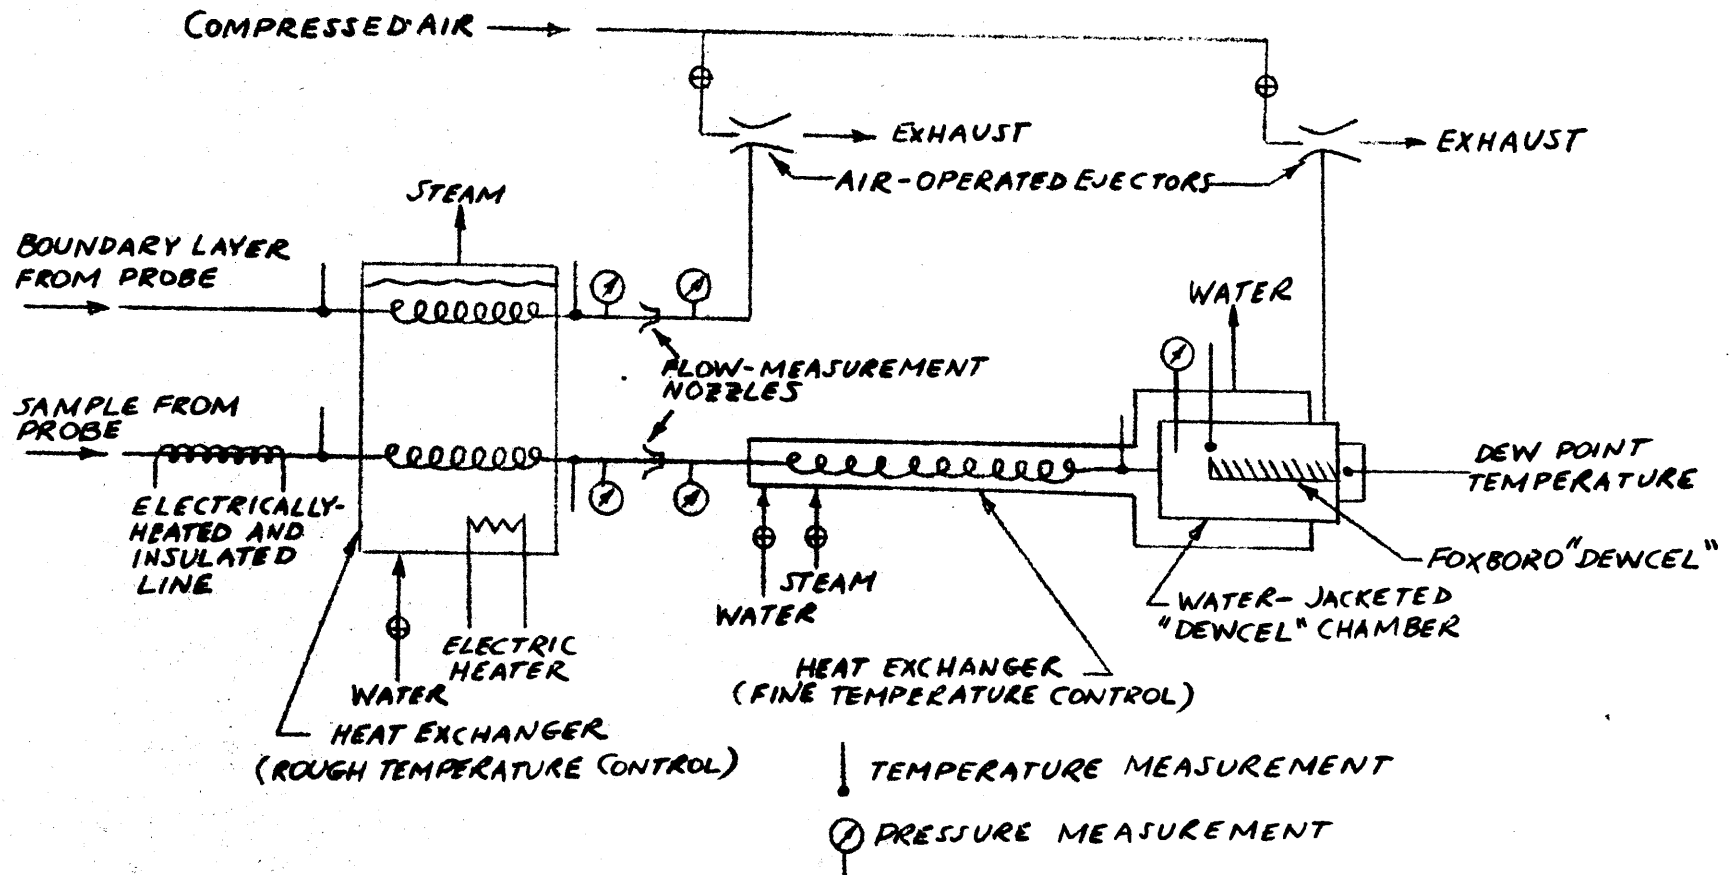 COMPRESSED AIR
EXHAUST
EXHAUST
AIR-OPERATED EJECTORS
STEAM
BOUNDARY LAYER
FROM PROBE
WATER
FLOW-MEASUREMENT
NOZZLES
SAMPLE FROM
PROBE
DEW POINT
TEMPERATURE
ELECTRICALLY-
HEATED AND
INSULATED
LINE
FOXBORO "DEWCEL"
STEAM
WATER
WATER-JACKETED
"DEWCEL" CHAMBER
ELECTRIC
HEATER
WATER
HEAT EXCHANGER
(FINE TEMPERATURE CONTROL)
HEAT EXCHANGER
(ROUGH TEMPERATURE CONTROL)
TEMPERATURE MEASUREMENT
PRESSURE MEASUREMENT